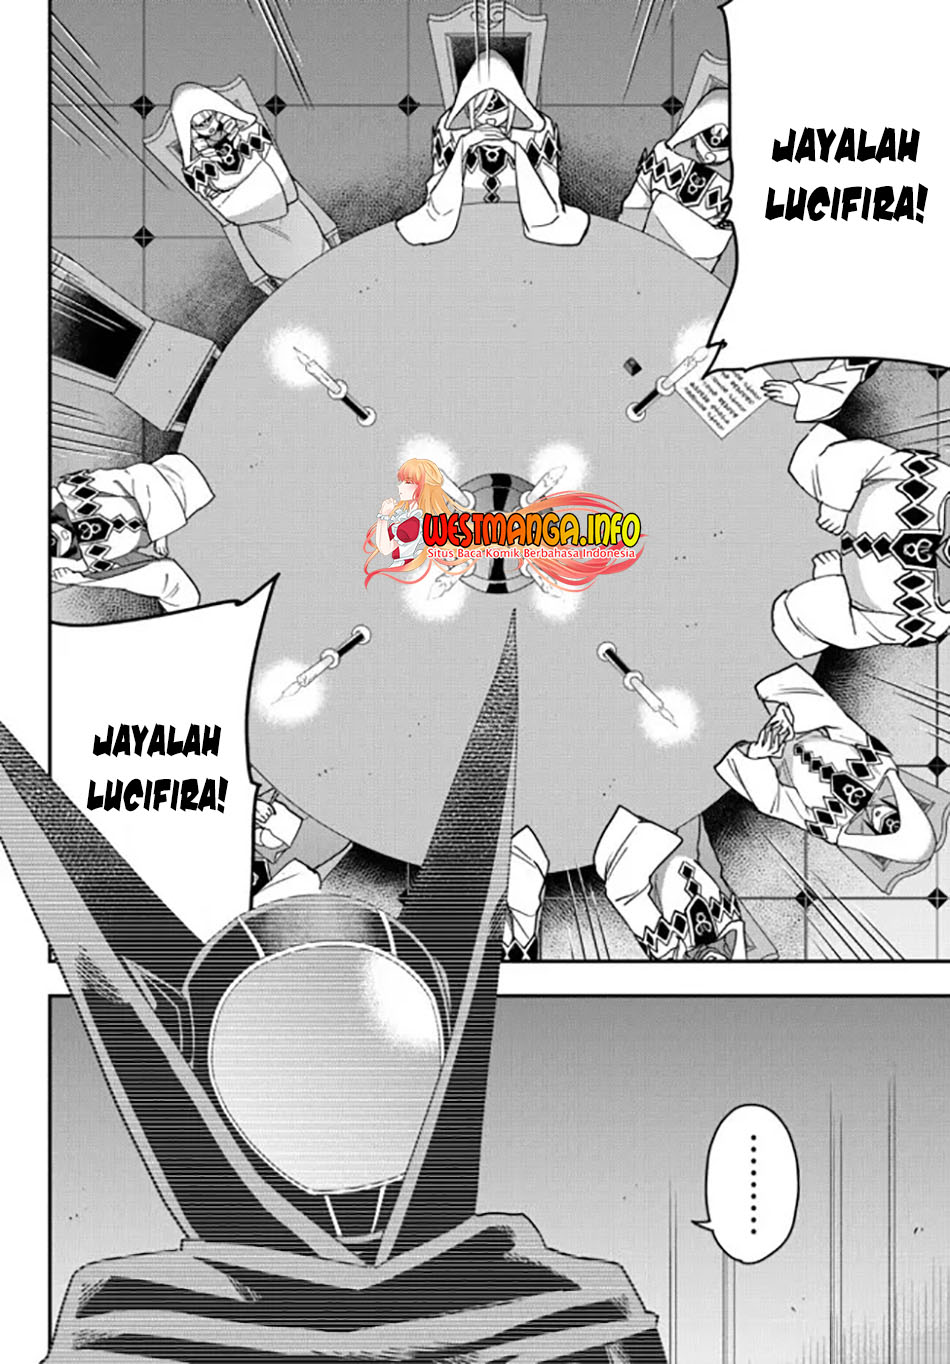 JAYALAH
LUCIFIRA!
WESTMANGA.INFO
Situs Baca Komik Berbahasa Indonesia
JAYALAH
LUCIFIRA!
........